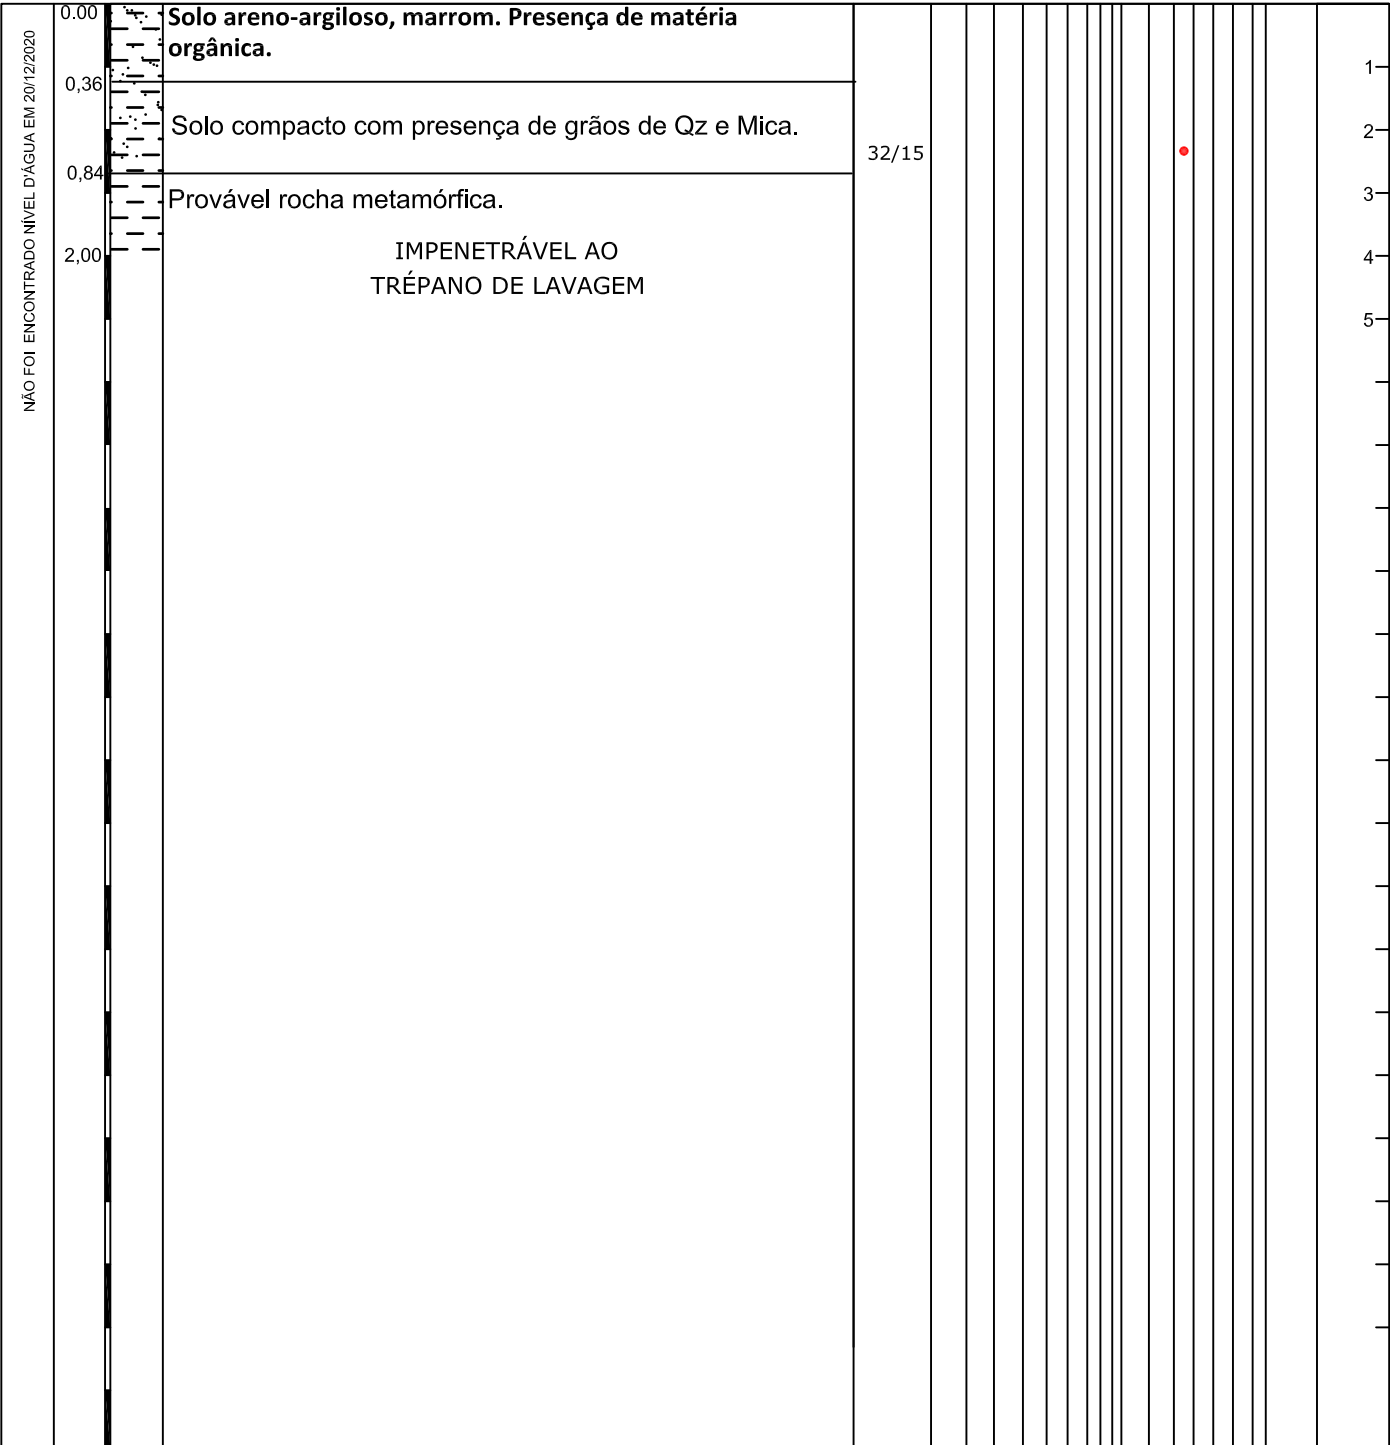 NÃO FOI ENCONTRADO NÍVEL D'ÁGUA EM 20/12/2020
0.00
Solo areno-argiloso, marrom. Presença de matéria
orgânica.
0,36
Solo compacto com presença de grãos de Qz e Mica.
32/15
0,84
Provável rocha metamórfica.
2,00
IMPENETRÁVEL AO
TRÉPANO DE LAVAGEM
1
2
3
4
5